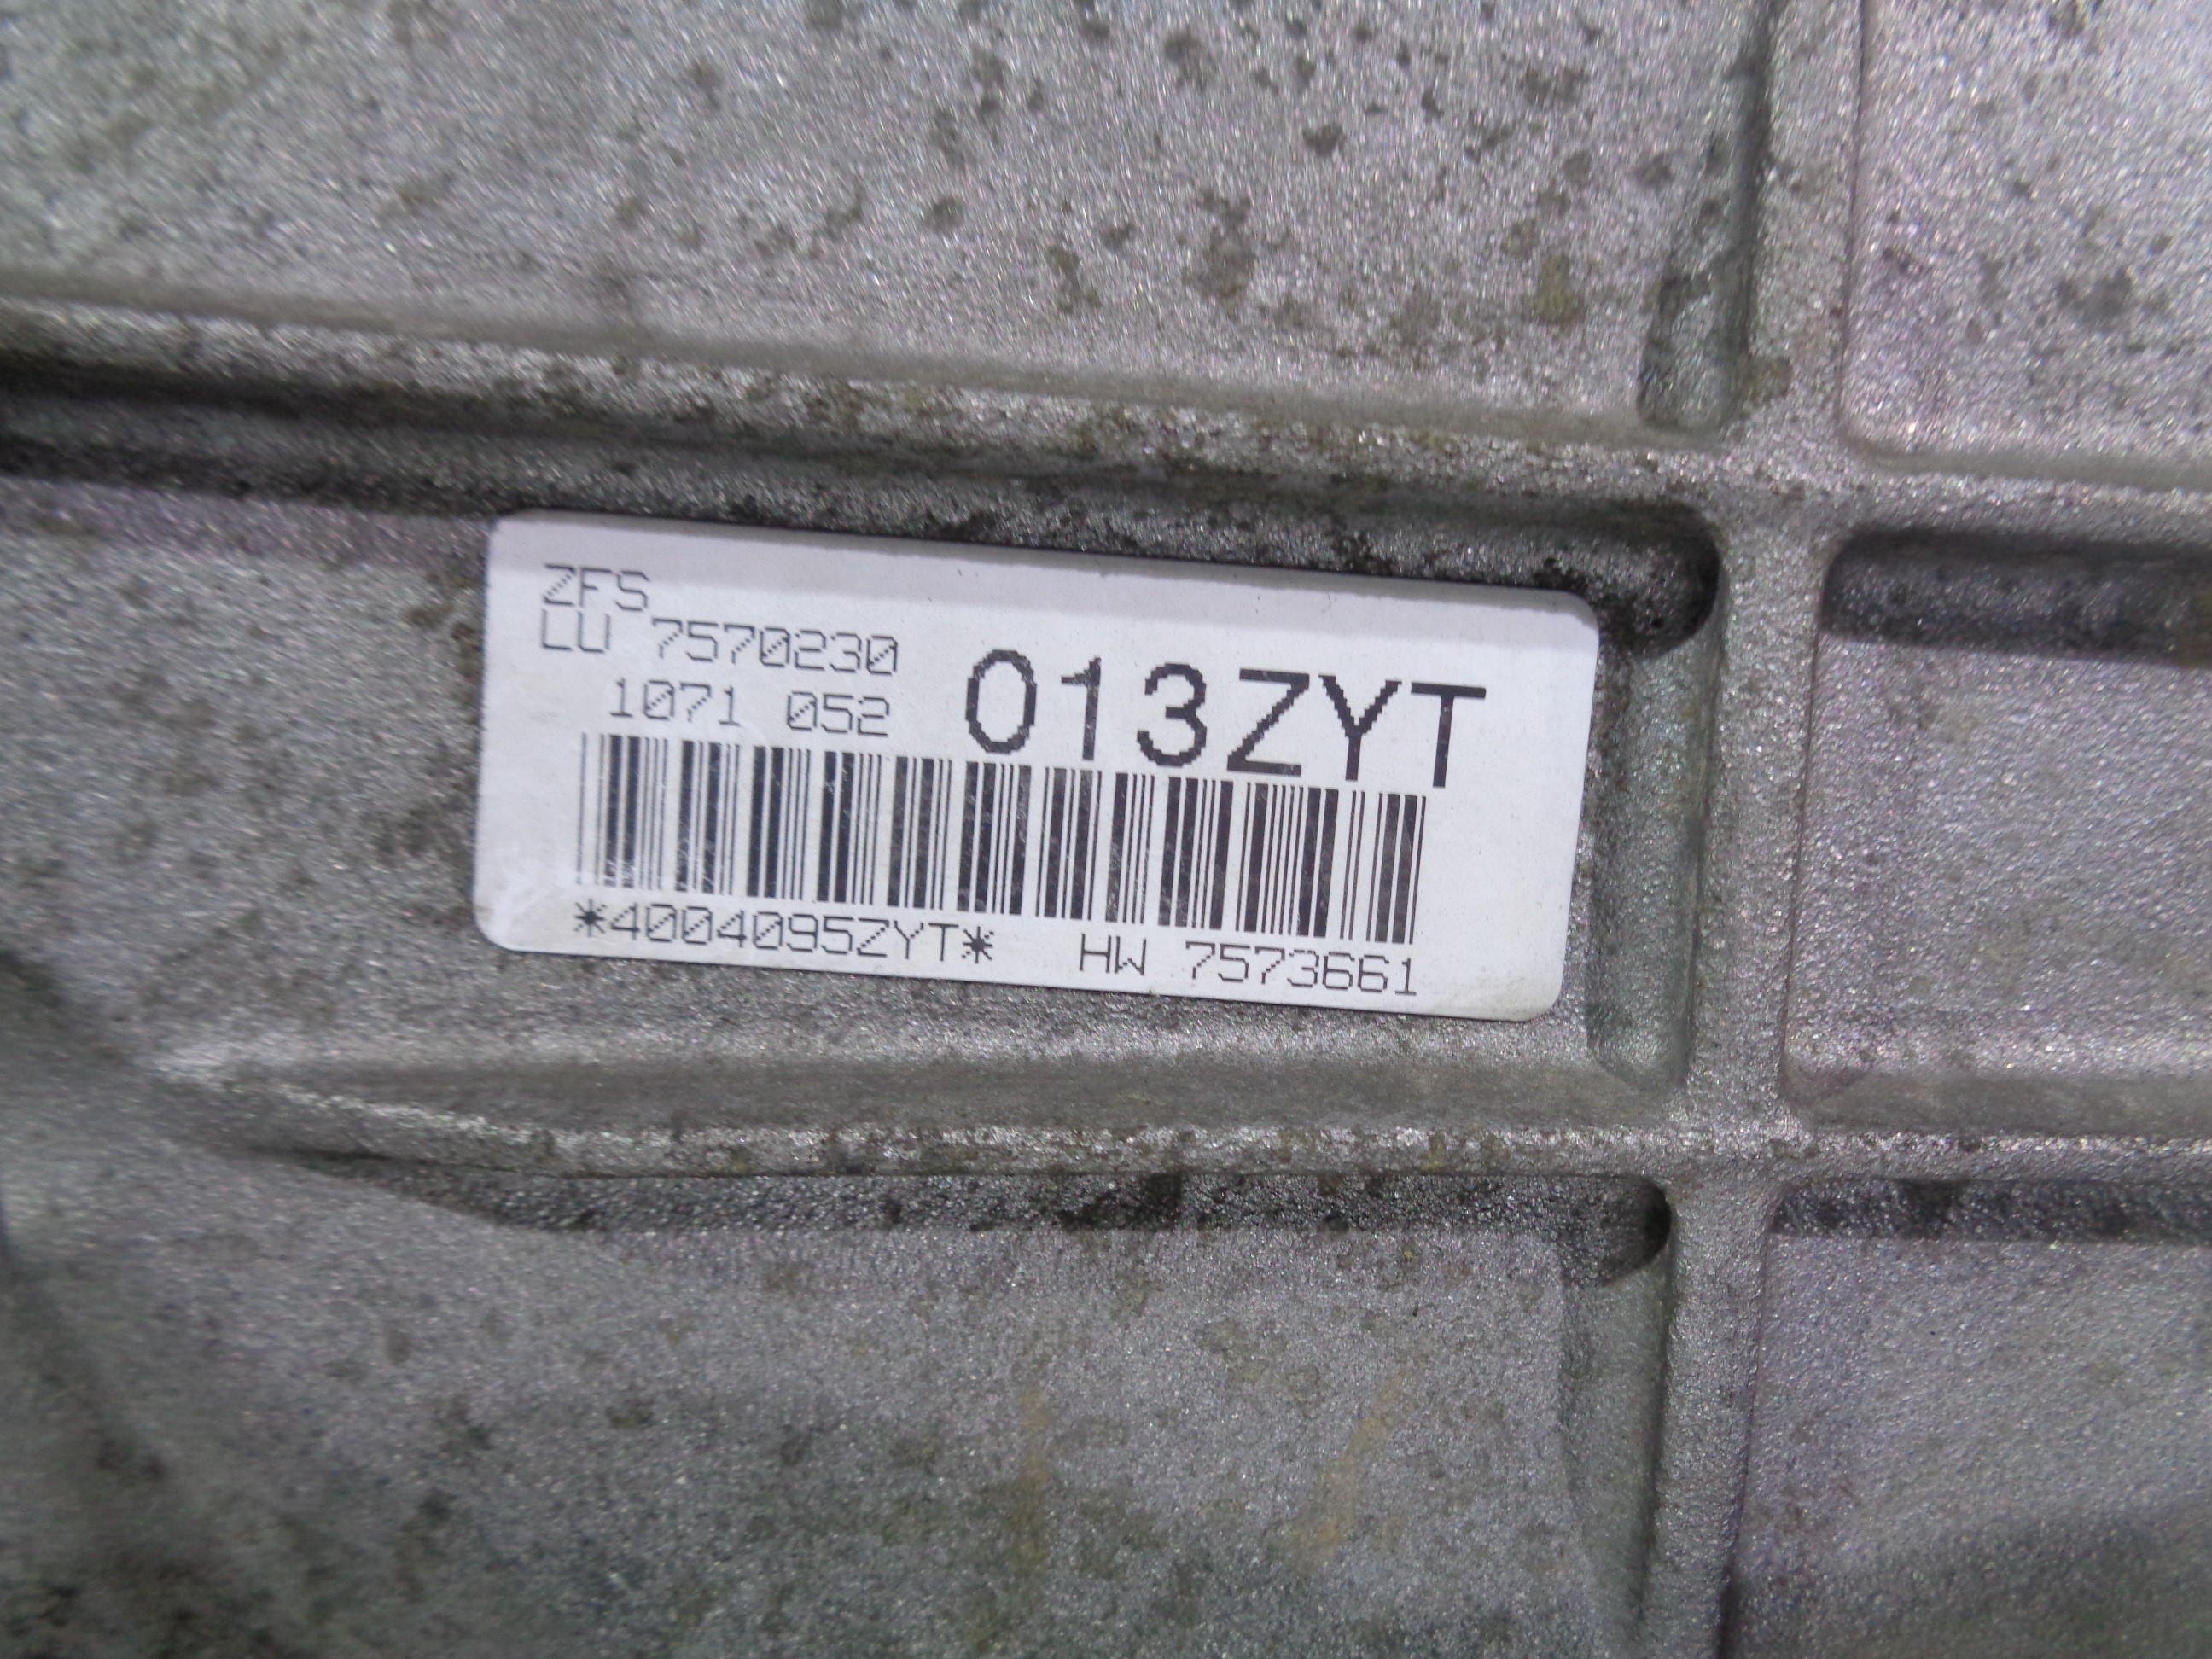 ZFS
LU 7570230
1071 052 013ZYT
*4004095ZYT* HW 7573661